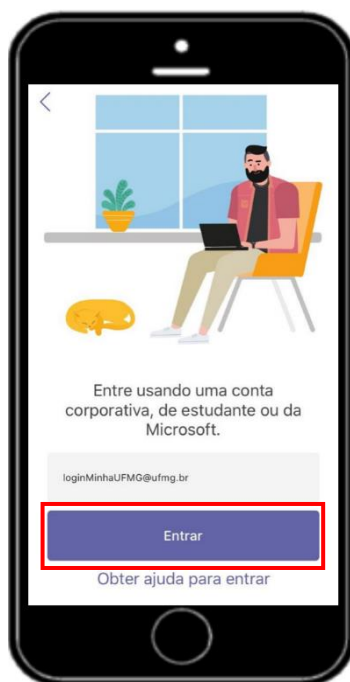 Entre usando uma conta
corporativa, de estudante ou da
Microsoft.
loginMinhaUFMG@ufmg.br
Entrar
Obter ajuda para entrar